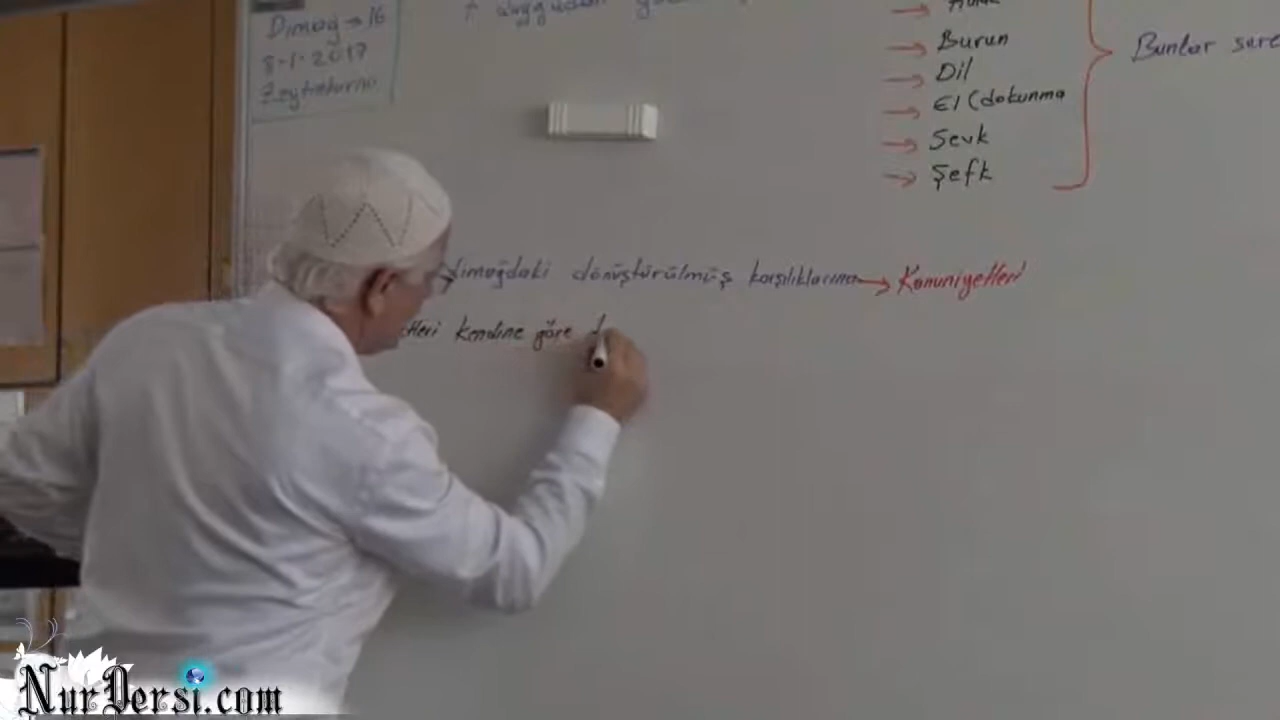 Dimağ → 16
8.1.2017
Zeytinburnu
→ Burun
→ Dil
→ El (dokunma
→ Sevk
→ Şefk
Bunlar
dimağdaki dönüştürülmüş karşılıklarına → Kanuniyetleri
kendine göre
NurDersi.com